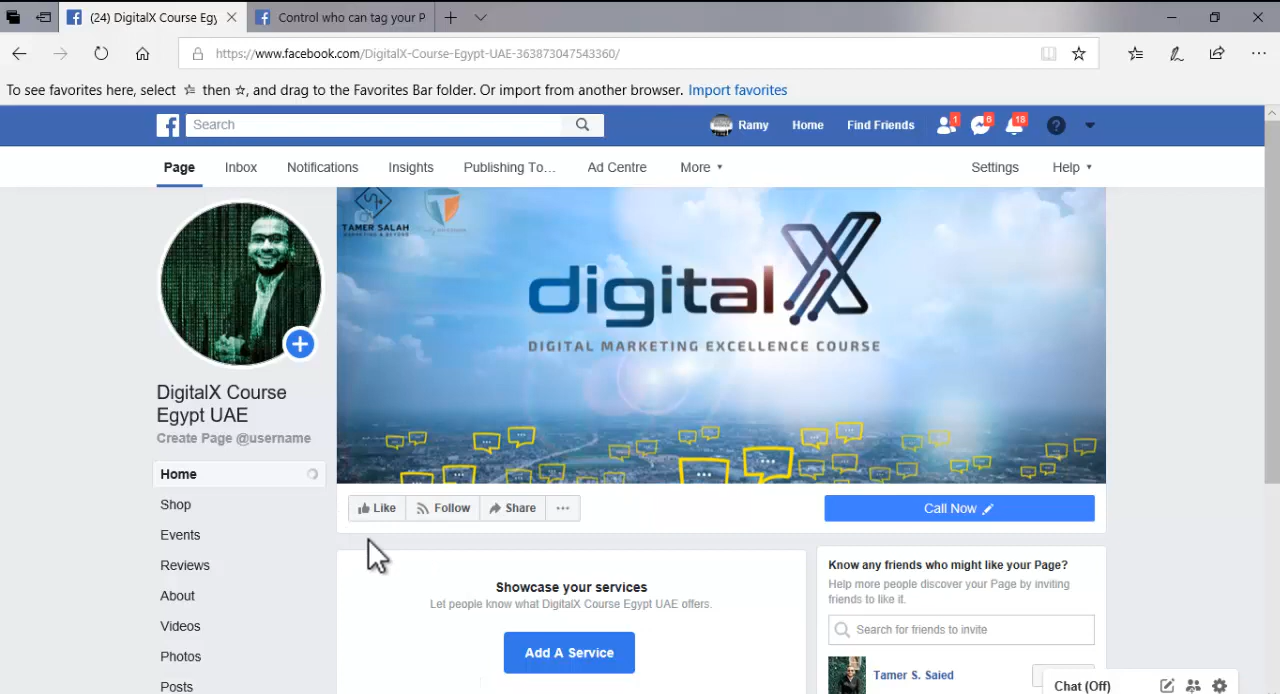 (24) DigitalX Course Eg
Control who can tag your P
https://www.facebook.com/DigitalX-Course-Egypt-UAE-363873047543360/
To see favorites here, select then ☆, and drag to the Favorites Bar folder. Or import from another browser. Import favorites
Search
Ramy Home Find Friends 1 6 18
Page Inbox Notifications Insights Publishing To... Ad Centre More Settings Help
TAMER SALAH
digitalX
DIGITAL MARKETING EXCELLENCE COURSE
DigitalX Course
Egypt UAE
Create Page @username
Home
Shop
Events
Reviews
About
Videos
Photos
Posts
Like Follow Share ... Call Now
Showcase your services
Let people know what DigitalX Course Egypt UAE offers.
Add A Service
Know any friends who might like your Page?
Help more people discover your Page by inviting
friends to like it.
Search for friends to invite
Tamer S. Saied
Chat (Off)